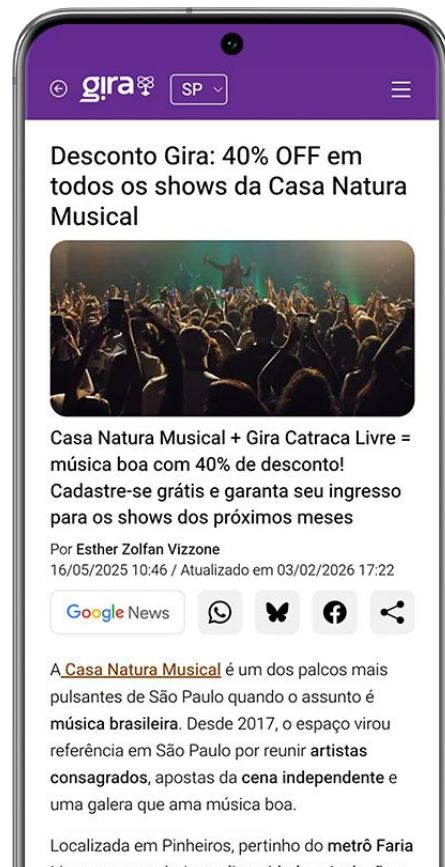 gira
SP
Desconto Gira: 40% OFF em
todos os shows da Casa Natura
Musical
Casa Natura Musical + Gira Catraca Livre =
música boa com 40% de desconto!
Cadastre-se grátis e garanta seu ingresso
para os shows dos próximos meses
Por Esther Zolfan Vizzone
16/05/2025 10:46 / Atualizado em 03/02/2026 17:22
Google News
A Casa Natura Musical é um dos palcos mais
pulsantes de São Paulo quando o assunto é
música brasileira. Desde 2017, o espaço virou
referência em São Paulo por reunir artistas
consagrados, apostas da cena independente e
uma galera que ama música boa.
Localizada em Pinheiros, pertinho do metrô Faria